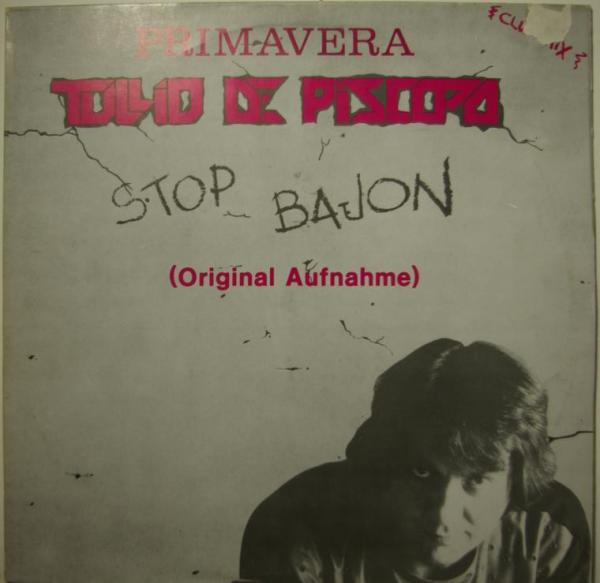 PRIMAVERA
TULLIO DE PISCOPO
STOP BAJON
(Original Aufnahme)